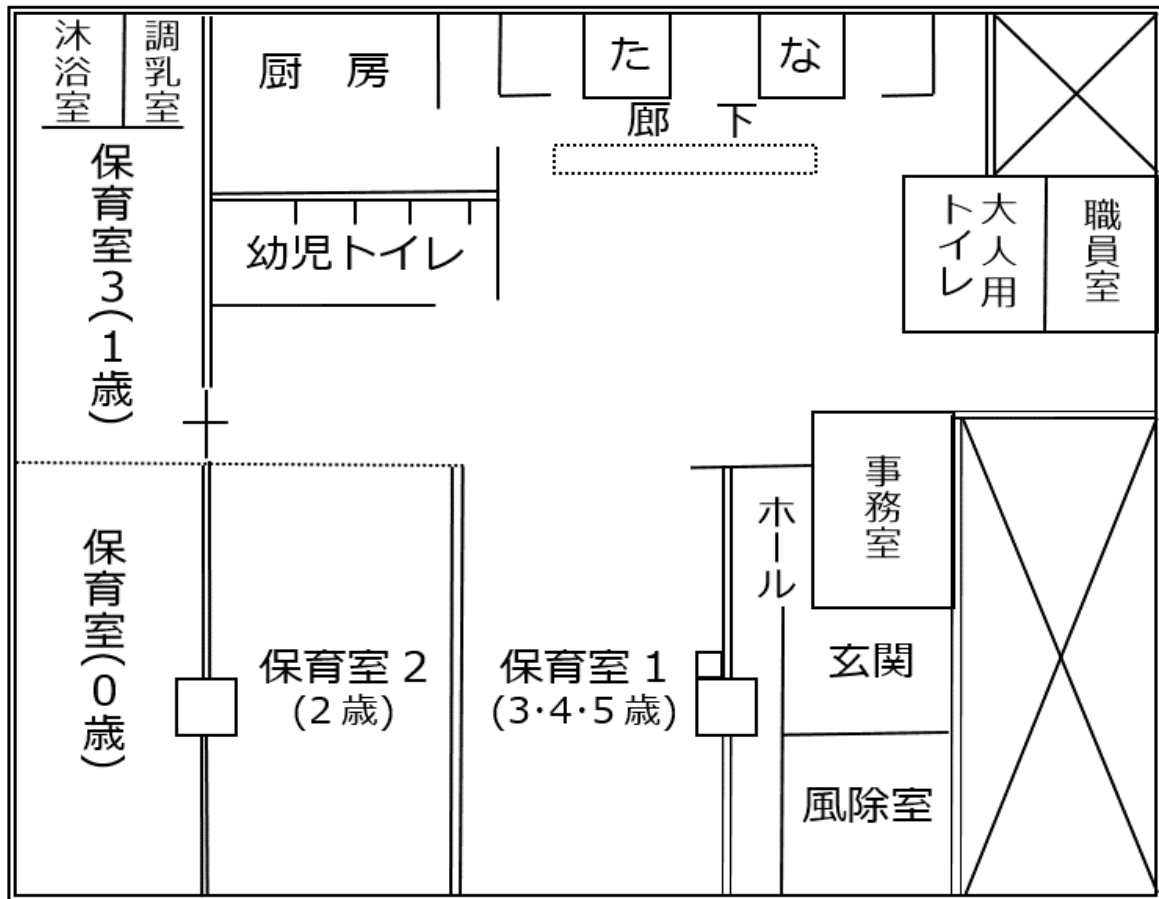 沐浴室
調乳室
厨 房
た な
廊 下
保育室3(1歳)
幼児トイレ
大人用
トイレ
職員室
事務室
ホール
保育室(0歳)
保育室2
(2歳)
保育室1
(3・4・5歳)
玄関
風除室